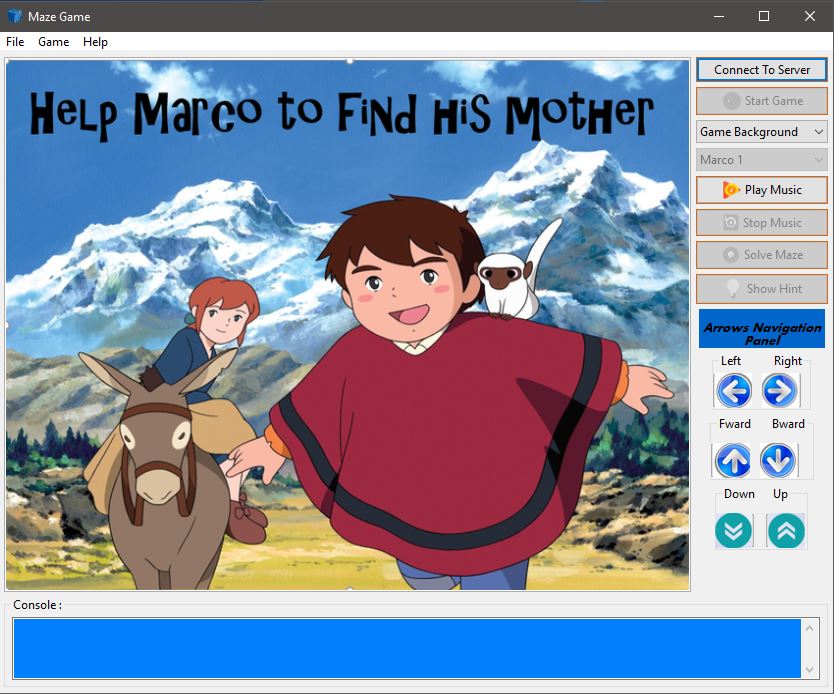 Maze Game
File Game Help
HeLp Marco to FiNd HiS MotHer
Connect To Server
Start Game
Game Background
Marco 1
Play Music
Stop Music
Solve Maze
Show Hint
Arrows Navigation
Panel
Left Right
Fward Bward
Down Up
Console :